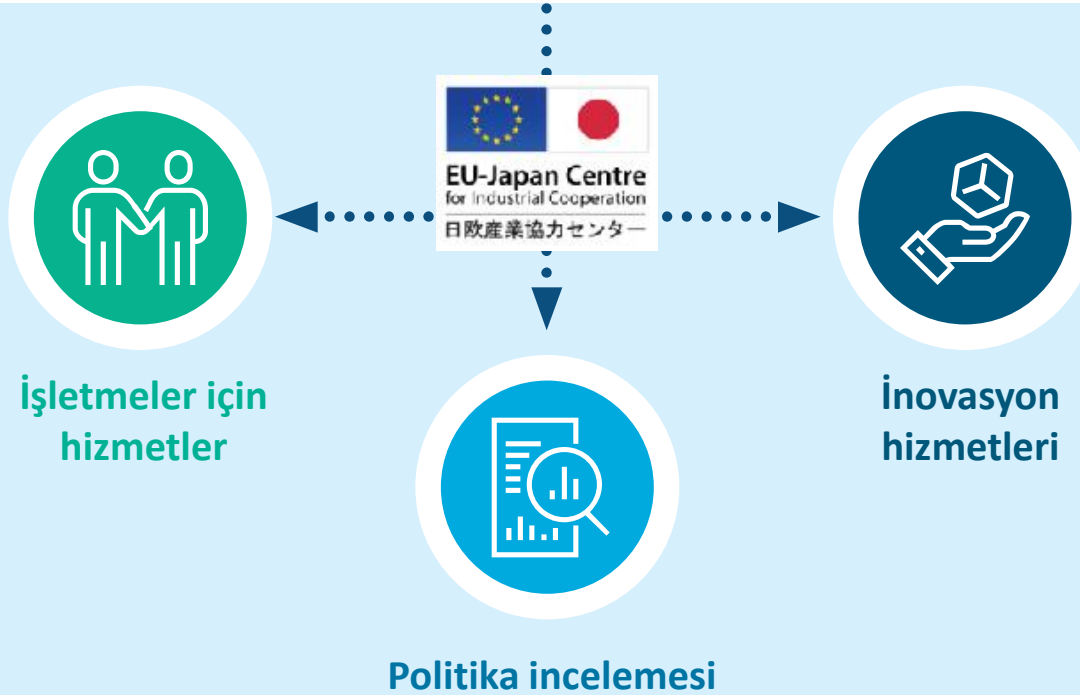 EU-Japan Centre
for Industrial Cooperation
日欧産業協力センター
İşletmeler için
hizmetler
İnovasyon
hizmetleri
Politika incelemesi